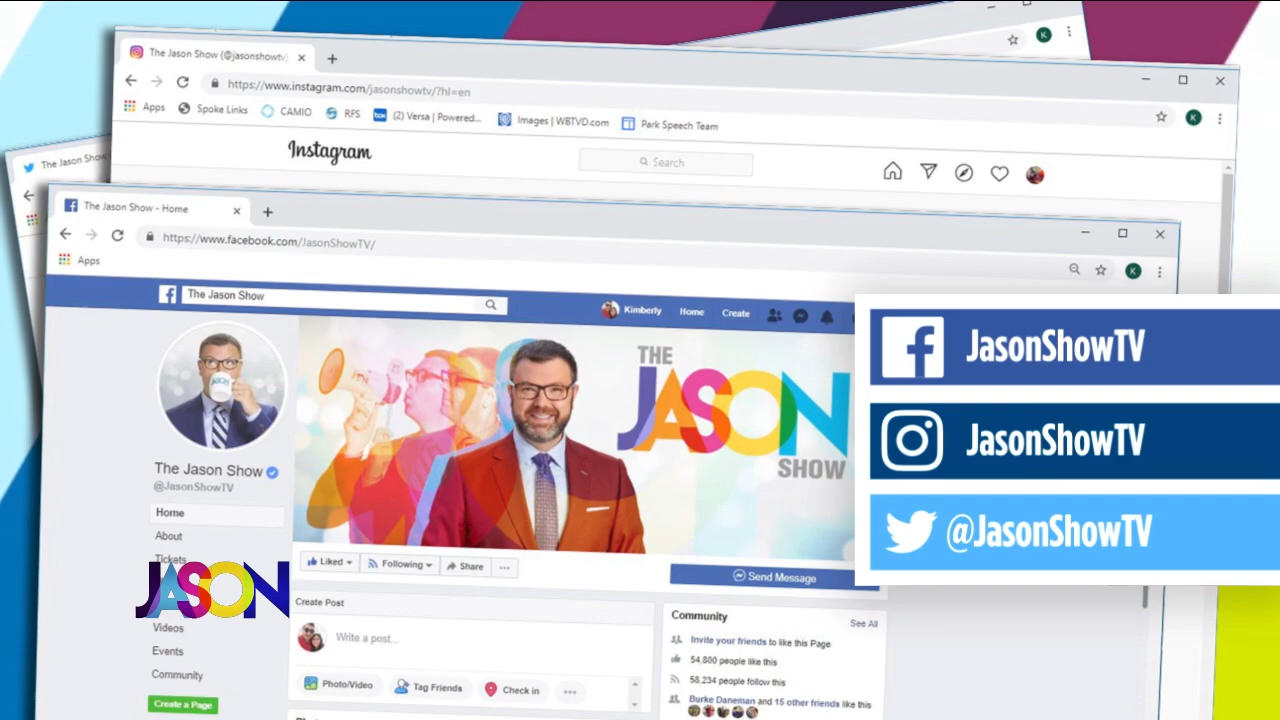 The Jason Show (@jasonshowtv)
https://www.instagram.com/jasonshowtv/?hl=en
K
K
Apps
Spoke Links
CAMIO
RFS
box
(2) Versa | Powered...
Images | WBTVD.com
Park Speech Team
Instagram
Search
The Jason Show
The Jason Show - Home
https://www.facebook.com/JasonShowTV/
K
Apps
The Jason Show
Kimberly
Home
Create
THE
JASON
SHOW
JasonShowTV
JasonShowTV
@JasonShowTV
The Jason Show
@JasonShowTV
Home
About
Tickets
JASON
Videos
Events
Community
Create a Page
Liked
Following
Share
...
Send Message
Create Post
Write a post...
Photo/Video
Tag Friends
Check in
...
Community
See All
Invite your friends to like this Page
54,800 people like this
58,234 people follow this
Burke Daneman and 15 other friends like this